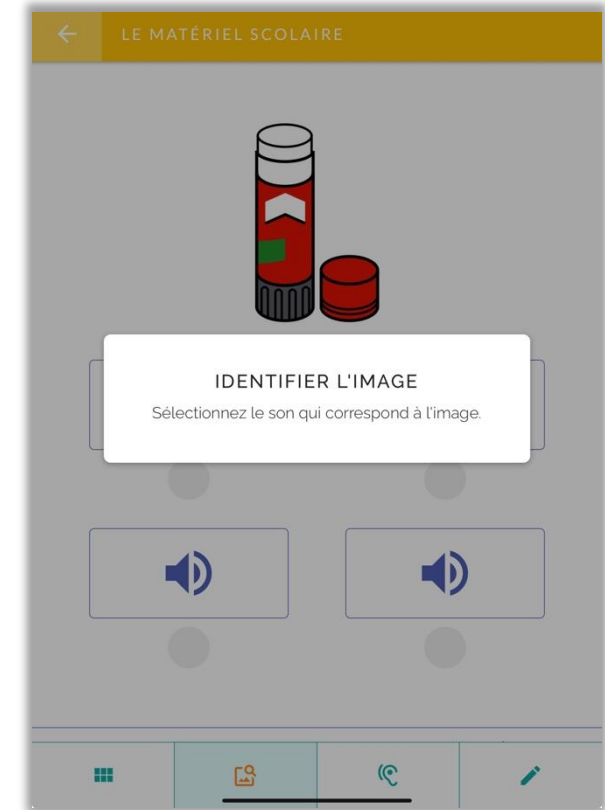 LE MATÉRIEL SCOLAIRE
IDENTIFIER L'IMAGE
Sélectionnez le son qui correspond à l'image.